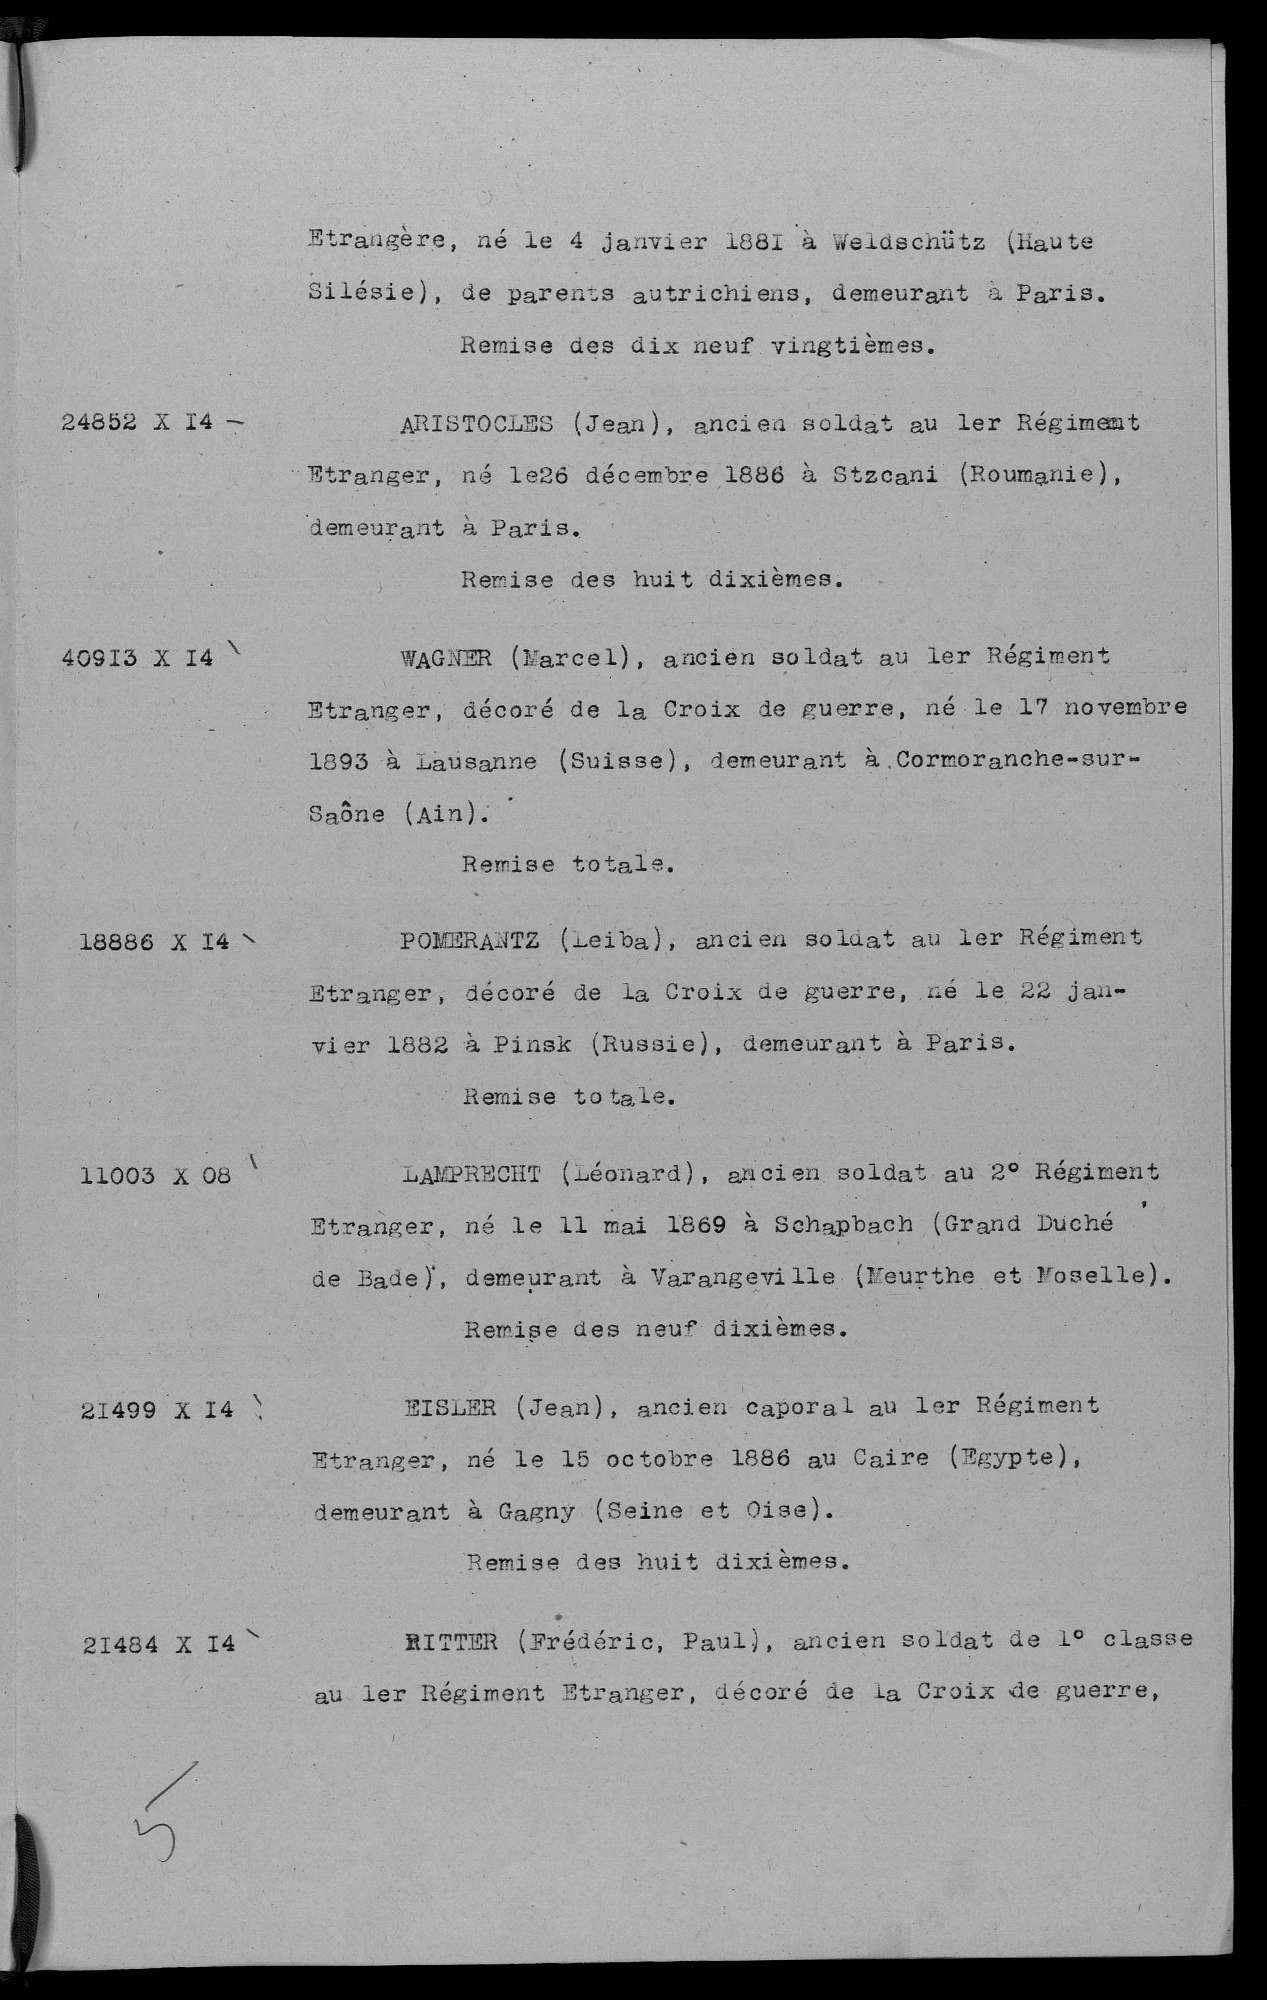 Etrangère, né le 4 janvier 188I à Weldschütz (Haute
Silésie), de parents autrichiens, demeurant à Paris.
Remise des dix neuf vingtièmes.
24852 X I4 - ARISTOCLES (Jean), ancien soldat au 1er Régiment
Etranger, né le26 décembre 1886 à Stzcani (Roumanie),
demeurant à Paris.
Remise des huit dixièmes.
409I3 X I4 \ WAGNER (Marcel), ancien soldat au 1er Régiment
Etranger, décoré de la Croix de guerre, né le 17 novembre
1893 à Lausanne (Suisse), demeurant à Cormoranche-sur-
Saône (Ain).
Remise totale.
18886 X I4 \ POMERANTZ (Leiba), ancien soldat au 1er Régiment
Etranger, décoré de la Croix de guerre, né le 22 jan-
vier 1882 à Pinsk (Russie), demeurant à Paris.
Remise totale.
11003 X 08 \ LAMPRECHT (Léonard), ancien soldat au 2° Régiment
Etranger, né le 11 mai 1869 à Schapbach (Grand Duché
de Bade), demeurant à Varangeville (Meurthe et Moselle).
Remise des neuf dixièmes.
2I499 X I4 \ EISLER (Jean), ancien caporal au 1er Régiment
Etranger, né le 15 octobre 1886 au Caire (Egypte),
demeurant à Gagny (Seine et Oise).
Remise des huit dixièmes.
2I484 X I4 \ RITTER (Frédéric, Paul), ancien soldat de 1° classe
au 1er Régiment Etranger, décoré de la Croix de guerre,
5